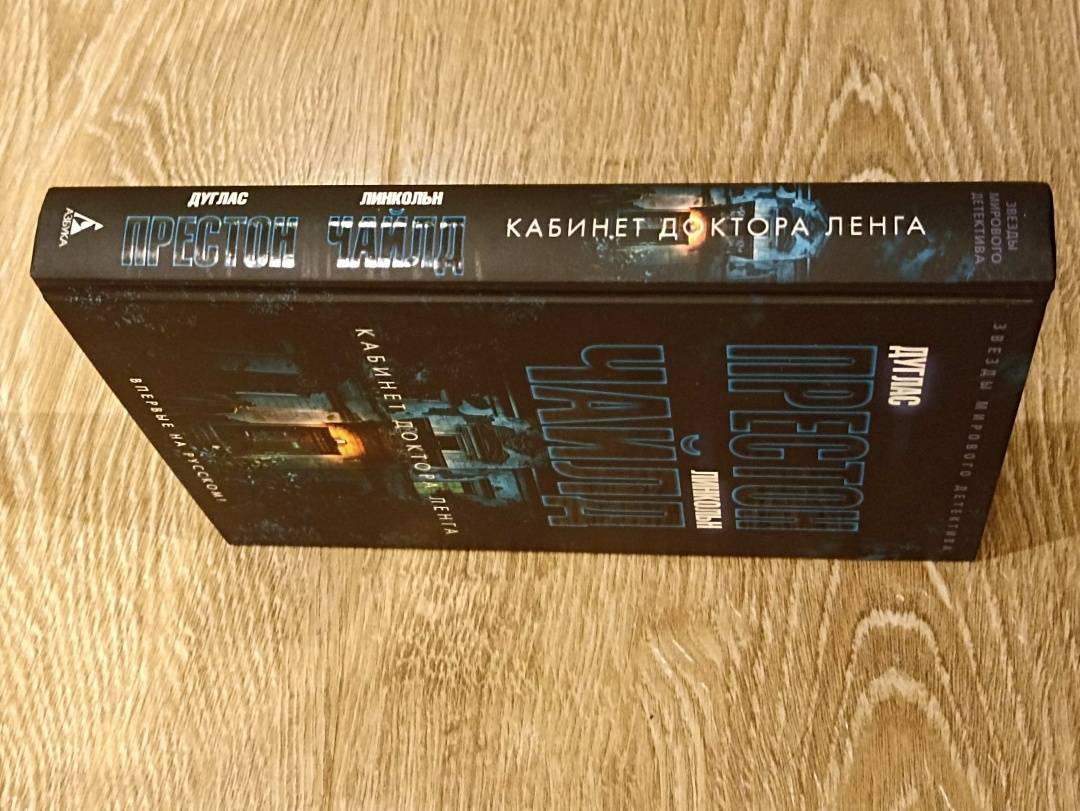 АЗБУКА
ДУГЛАС
ПРЕСТОН
ЛИНКОЛЬН
ЧАЙЛД
КАБИНЕТ ДОКТОРА ЛЕНГА
ЗВЕЗДЫ
МИРОВОГО
ДЕТЕКТИВА
ЗВЕЗДЫ МИРОВОГО ДЕТЕКТИВА
ДУГЛАС
ПРЕСТОН
ЛИНКОЛЬН
ЧАЙЛД
КАБИНЕТ ДОКТОРА ЛЕНГА
ВПЕРВЫЕ НА РУССКОМ!